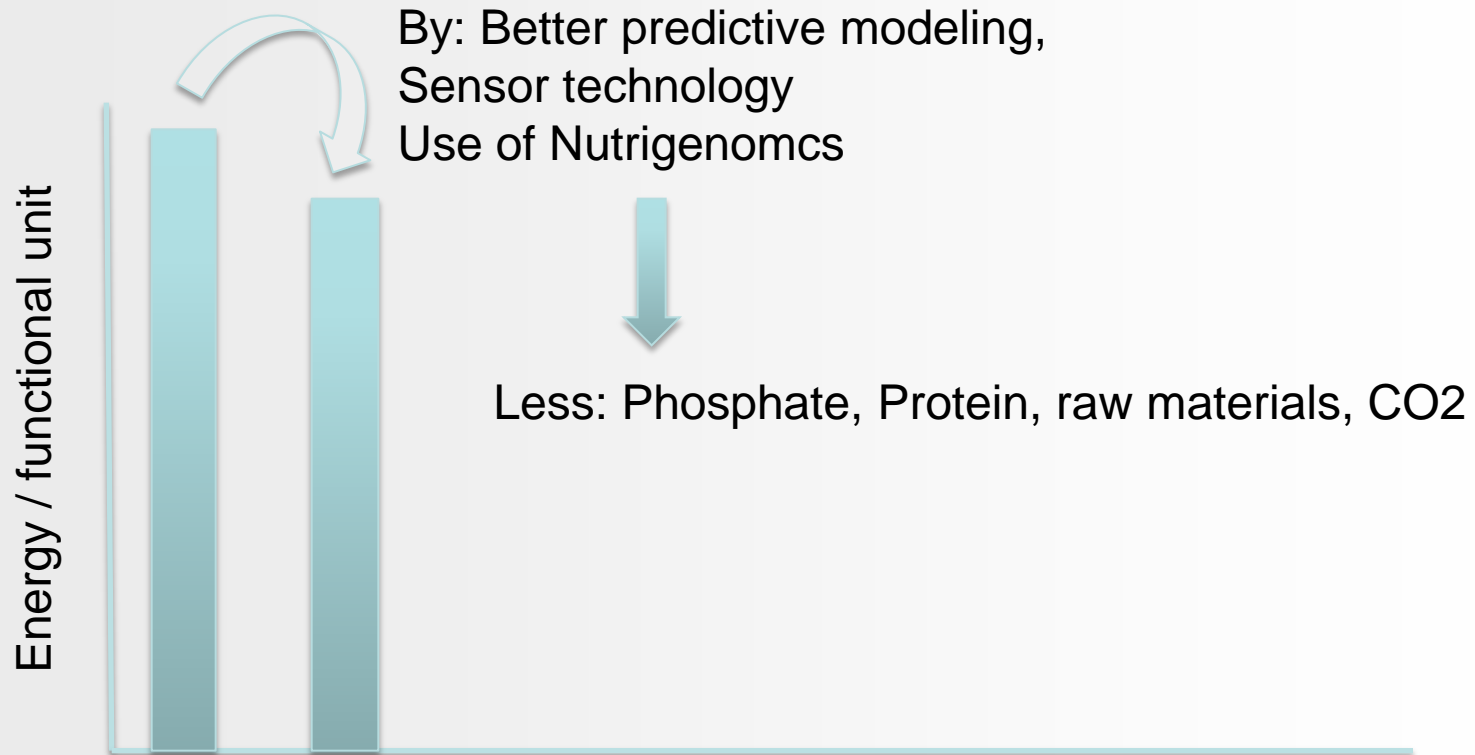 By: Better predictive modeling,
Sensor technology
Use of Nutrigenomcs
Energy / functional unit
Less: Phosphate, Protein, raw materials, CO2